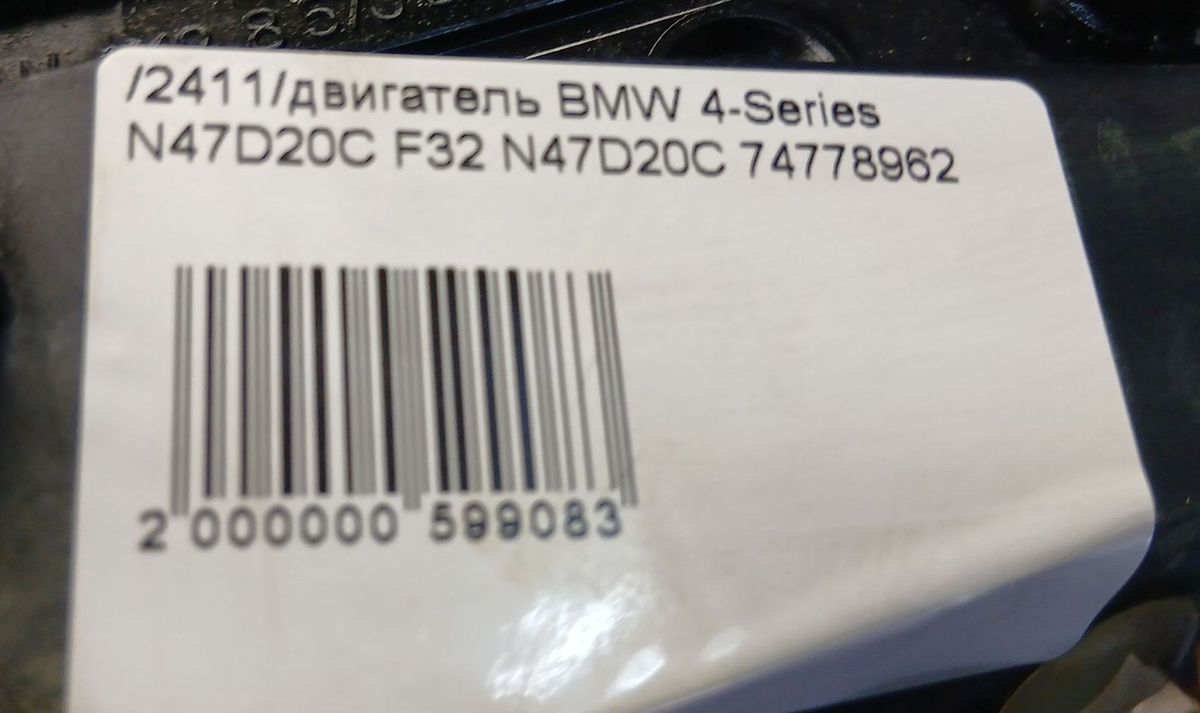 /2411/двигатель BMW 4-Series
N47D20C F32 N47D20C 74778962
2 000000 599083